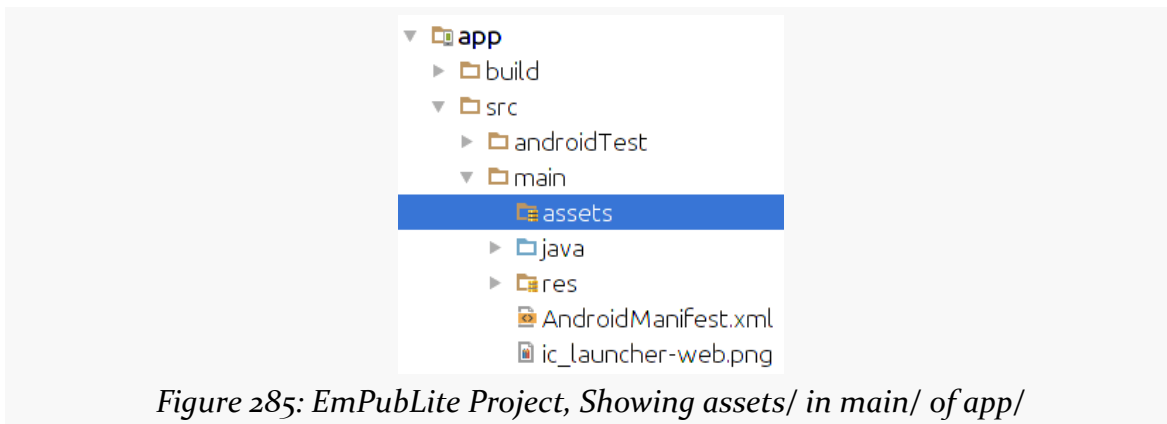 app
build
src
androidTest
main
assets
java
res
AndroidManifest.xml
ic_launcher-web.png
Figure 285: EmPubLite Project, Showing assets/ in main/ of app/